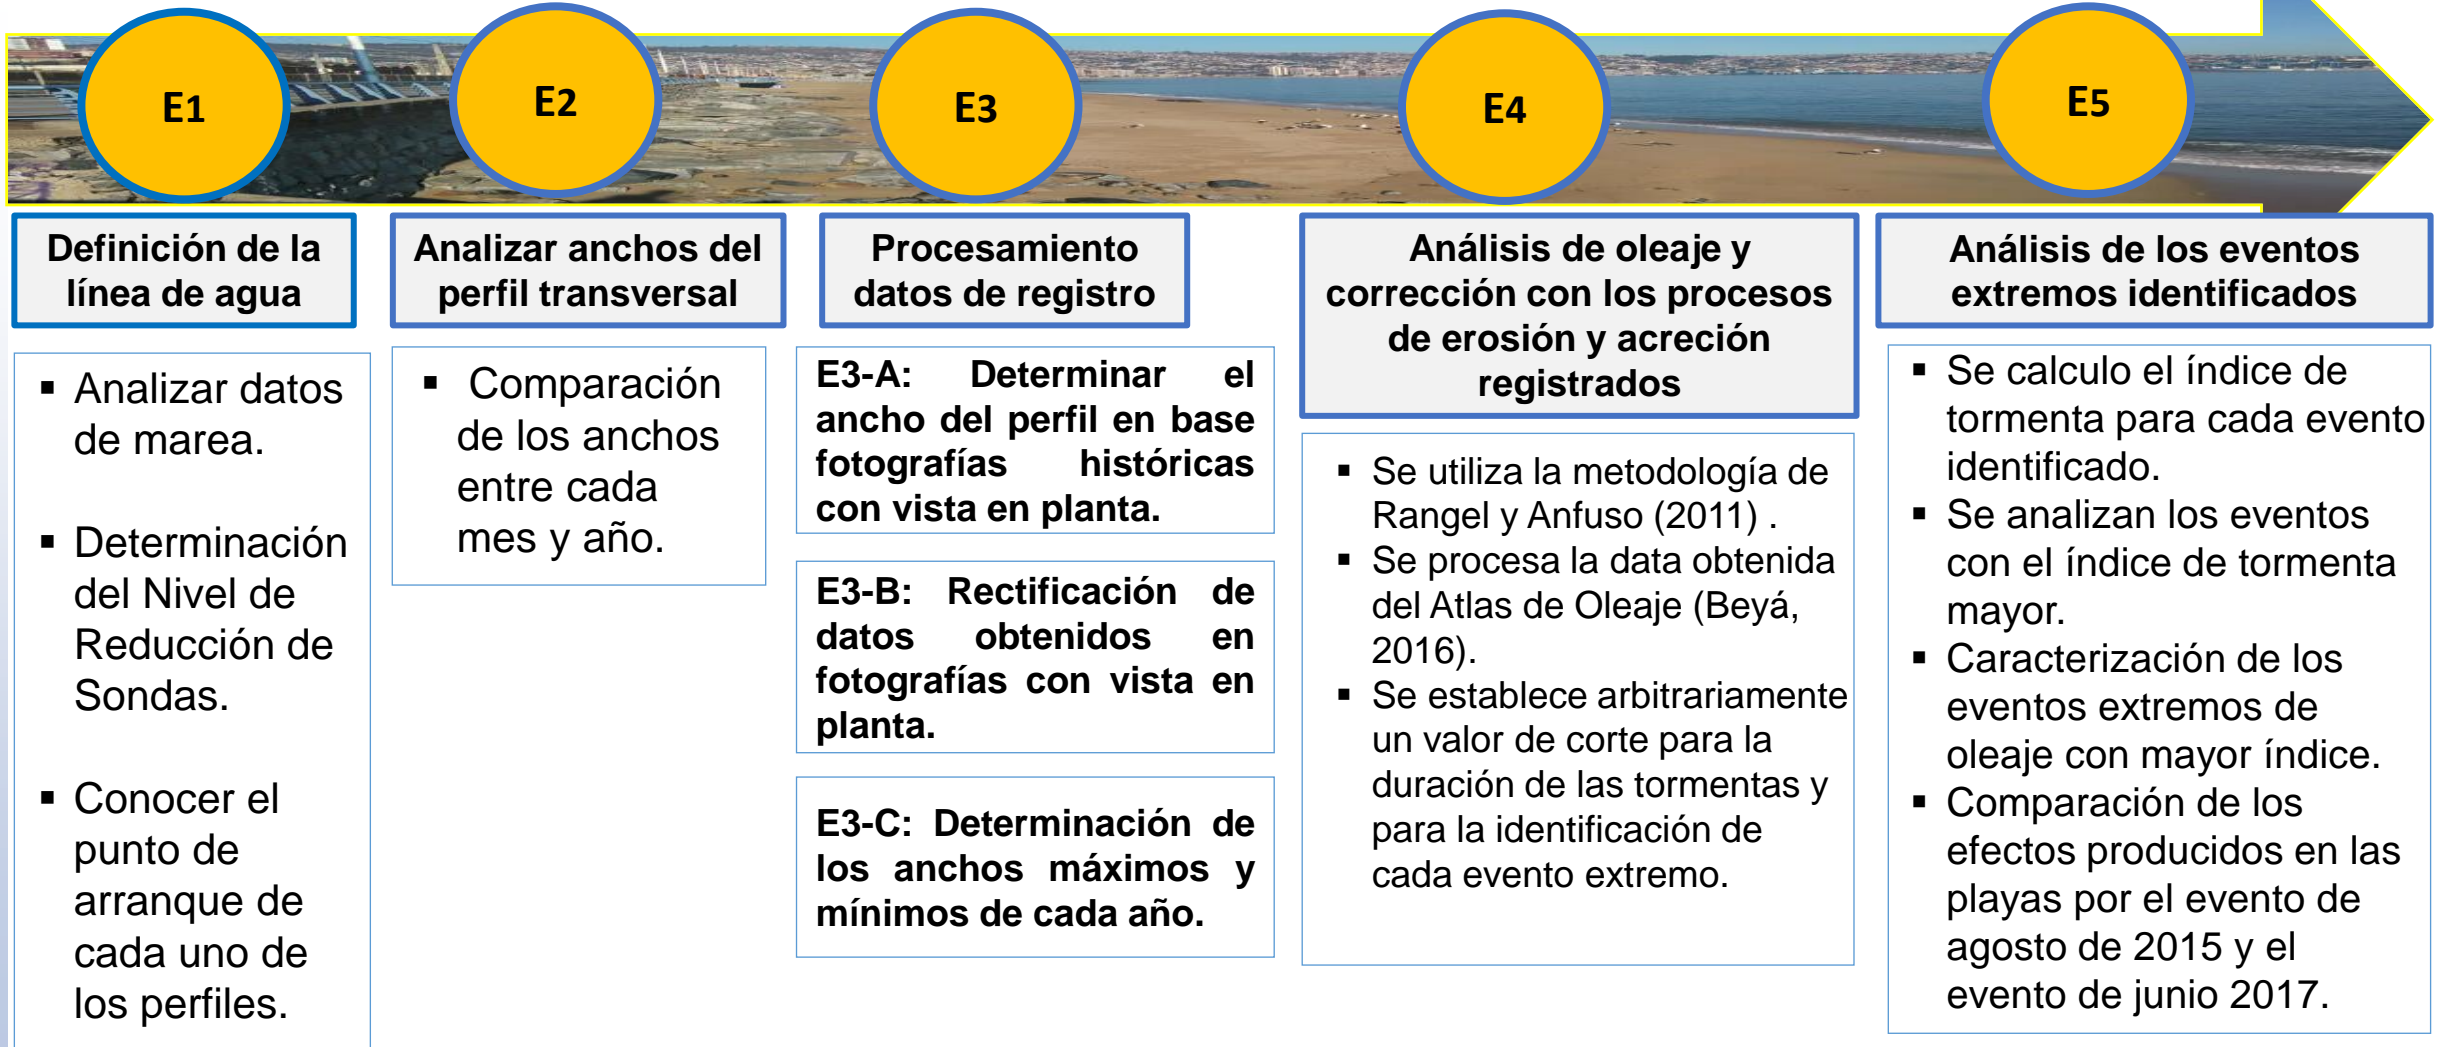 E1
E2
E3
E4
E5
Definición de la
línea de agua
▪ Analizar datos
de marea.
▪ Determinación
del Nivel de
Reducción de
Sondas.
▪ Conocer el
punto de
arranque de
cada uno de
los perfiles.
Analizar anchos del
perfil transversal
▪ Comparación
de los anchos
entre cada
mes y año.
Procesamiento
datos de registro
E3-A: Determinar el
ancho del perfil en base
fotografías históricas
con vista en planta.
E3-B: Rectificación de
datos obtenidos en
fotografías con vista en
planta.
E3-C: Determinación de
los anchos máximos y
mínimos de cada año.
Análisis de oleaje y
corrección con los procesos
de erosión y acreción
registrados
▪ Se utiliza la metodología de
Rangel y Anfuso (2011) .
▪ Se procesa la data obtenida
del Atlas de Oleaje (Beyá,
2016).
▪ Se establece arbitrariamente
un valor de corte para la
duración de las tormentas y
para la identificación de
cada evento extremo.
Análisis de los eventos
extremos identificados
▪ Se calculo el índice de
tormenta para cada evento
identificado.
▪ Se analizan los eventos
con el índice de tormenta
mayor.
▪ Caracterización de los
eventos extremos de
oleaje con mayor índice.
▪ Comparación de los
efectos producidos en las
playas por el evento de
agosto de 2015 y el
evento de junio 2017.